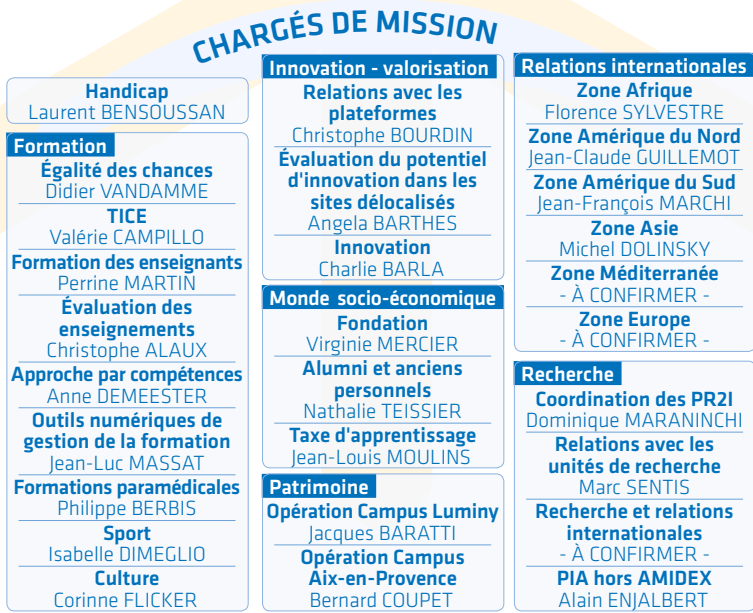 CHARGÉS DE MISSION
Handicap
Laurent BENSOUSSAN
Formation
Égalité des chances
Didier VANDAMME
TICE
Valérie CAMPILLO
Formation des enseignants
Perrine MARTIN
Évaluation des
enseignements
Christophe ALAUX
Approche par compétences
Anne DEMEESTER
Outils numériques de
gestion de la formation
Jean-Luc MASSAT
Formations paramédicales
Philippe BERBIS
Sport
Isabelle DIMEGLIO
Culture
Corinne FLICKER
Innovation - valorisation
Relations avec les
plateformes
Christophe BOURDIN
Évaluation du potentiel
d'innovation dans les
sites délocalisés
Angela BARTHES
Innovation
Charlie BARLA
Monde socio-économique
Fondation
Virginie MERCIER
Alumni et anciens
personnels
Nathalie TEISSIER
Taxe d'apprentissage
Jean-Louis MOULINS
Patrimoine
Opération Campus Luminy
Jacques BARATTI
Opération Campus
Aix-en-Provence
Bernard COUPET
Relations internationales
Zone Afrique
Florence SYLVESTRE
Zone Amérique du Nord
Jean-Claude GUILLEMOT
Zone Amérique du Sud
Jean-François MARCHI
Zone Asie
Michel DOLINSKY
Zone Méditerranée
- À CONFIRMER -
Zone Europe
- À CONFIRMER -
Recherche
Coordination des PR2I
Dominique MARANINCHI
Relations avec les
unités de recherche
Marc SENTIS
Recherche et relations
internationales
- À CONFIRMER -
PIA hors AMIDEX
Alain ENJALBERT